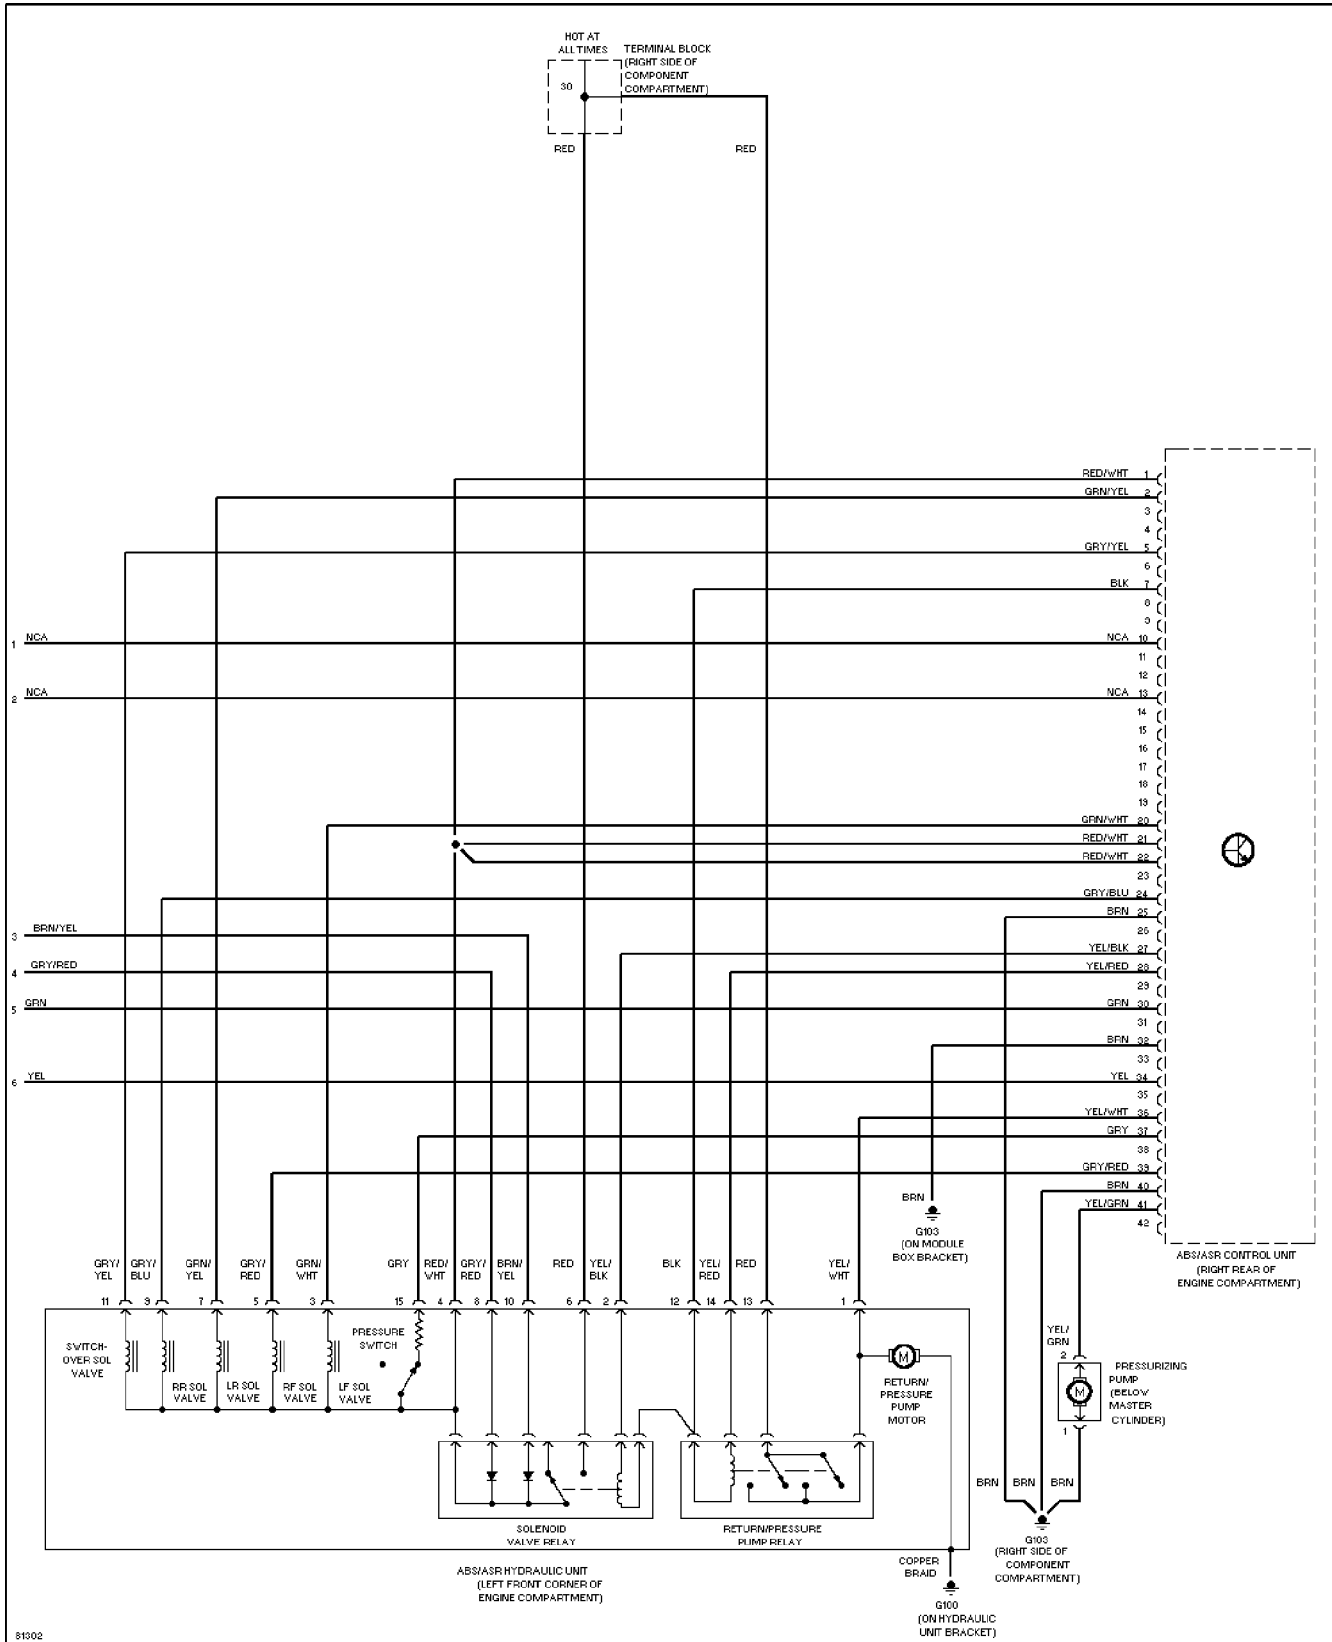 HOT AT
ALL TIMES
TERMINAL BLOCK
(RIGHT SIDE OF
COMPONENT
COMPARTMENT)
30
RED
RED
RED/WHT 1
GRN/YEL 2
3
4
GRY/YEL 5
6
BLK 7
8
9
1 NCA
NCA 10
11
12
2 NCA
NCA 13
14
15
16
17
18
19
GRN/WHT 20
RED/WHT 21
RED/WHT 22
23
GRY/BLU 24
BRN 25
26
3 BRN/YEL
YEL/BLK 27
4 GRY/RED
YEL/RED 28
29
5 GRN
GRN 30
31
BRN 32
33
6 YEL
YEL 34
35
YEL/WHT 36
GRY 37
38
GRY/RED 39
BRN 40
YEL/GRN 41
42
BRN
G103
(ON MODULE
BOX BRACKET)
ABS/ASR CONTROL UNIT
(RIGHT REAR OF
ENGINE COMPARTMENT)
GRY/ GRY/ GRN/ GRY/ GRN/ GRY RED/ GRY/ BRN/ RED YEL/ BLK YEL/ RED YEL/
YEL BLU YEL RED WHT WHT RED YEL BLK RED WHT
11 9 7 5 3 15 4 8 10 6 2 12 14 13 1
SWITCH-
OVER SOL
VALVE
RR SOL
VALVE
LR SOL
VALVE
RF SOL
VALVE
LF SOL
VALVE
PRESSURE
SWITCH
M
RETURN/
PRESSURE
PUMP
MOTOR
YEL/
GRN
2
M
1
PRESSURIZING
PUMP
(BELOW
MASTER
CYLINDER)
BRN BRN BRN
SOLENOID
VALVE RELAY
RETURN/PRESSURE
PUMP RELAY
G103
(RIGHT SIDE OF
COMPONENT
COMPARTMENT)
ABS/ASR HYDRAULIC UNIT
(LEFT FRONT CORNER OF
ENGINE COMPARTMENT)
COPPER
BRAID
G100
(ON HYDRAULIC
UNIT BRACKET)
81302